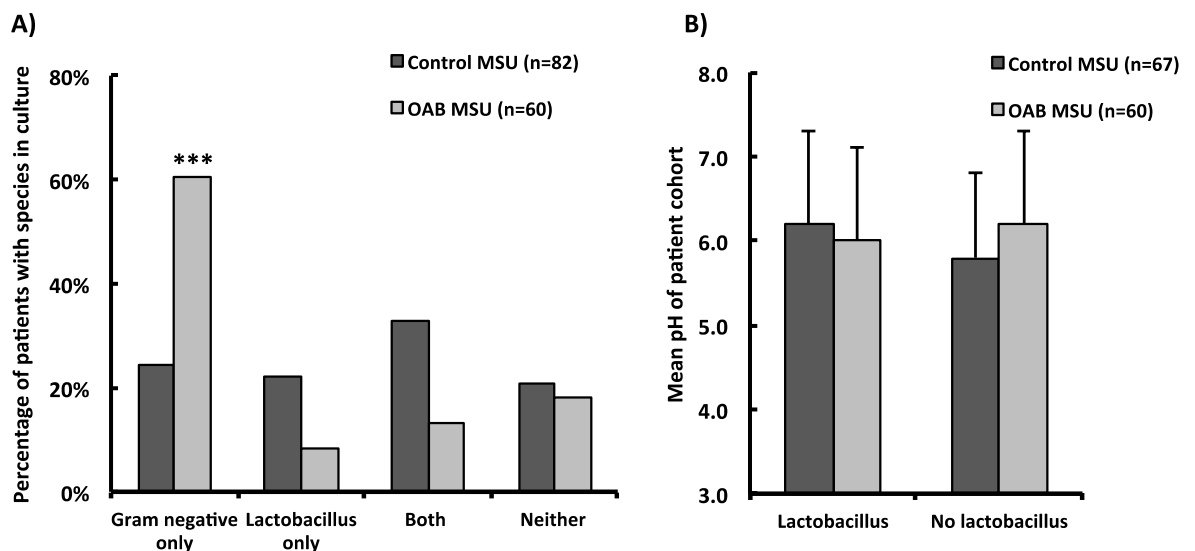 A)
Control MSU (n=82)
OAB MSU (n=60)
Percentage of patients with species in culture
80%
60%
40%
20%
0%
***
Gram negative only
Lactobacillus only
Both
Neither
B)
Control MSU (n=67)
OAB MSU (n=60)
Mean pH of patient cohort
8.0
7.0
6.0
5.0
4.0
3.0
Lactobacillus
No lactobacillus